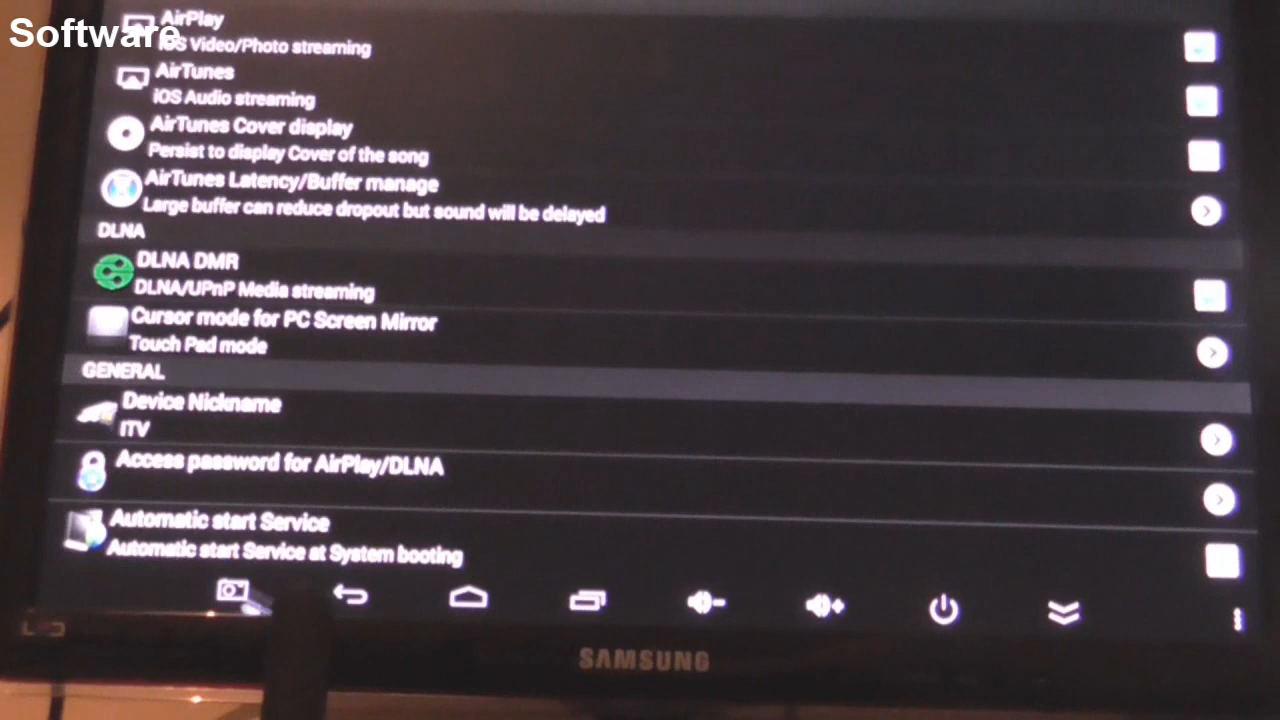 Software
AirPlay
iOS Video/Photo streaming
AirTunes
iOS Audio streaming
AirTunes Cover display
Persist to display Cover of the song
AirTunes Latency/Buffer manage
Large buffer can reduce dropout but sound will be delayed
DLNA
DLNA DMR
DLNA/UPnP Media streaming
Cursor mode for PC Screen Mirror
Touch Pad mode
GENERAL
Device Nickname
ITV
Access password for AirPlay/DLNA
Automatic start Service
Automatic start Service at System booting
SAMSUNG